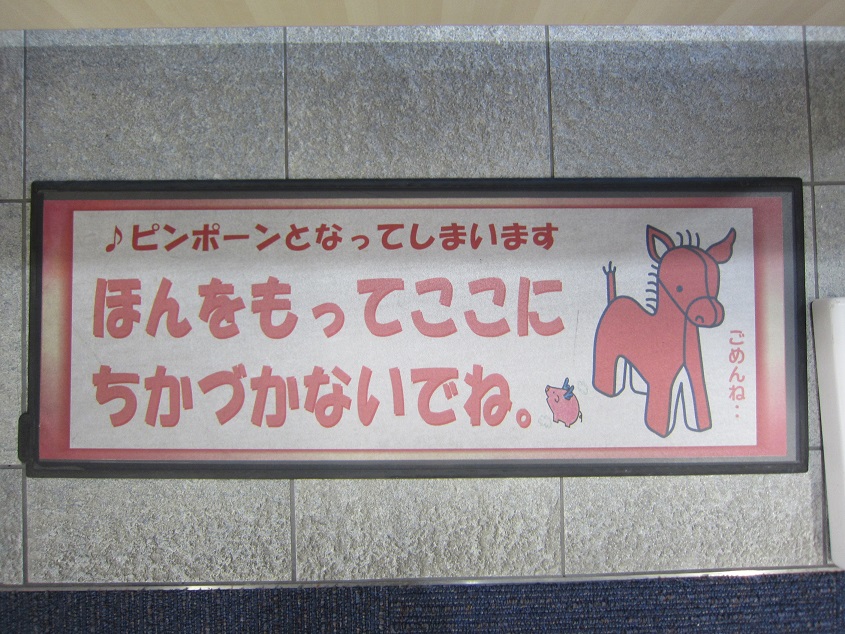 ♪ピンポーンとなってしまいます
ほんをもってここに
ちかづかないでね。
ごめんね‥